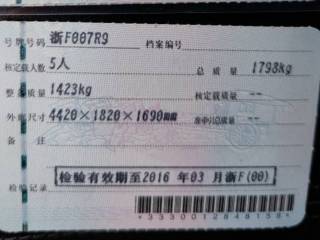 号牌号码 浙F007R9 档案编号
核定载人数 5人 总质量 1793kg
整备质量 1423kg 核定载质量 --
外廓尺寸 4420×1820×1690mm 准牵引总质量 --
备注
检验记录 检验有效期至2016年03月浙F(00)
*3330012848158*